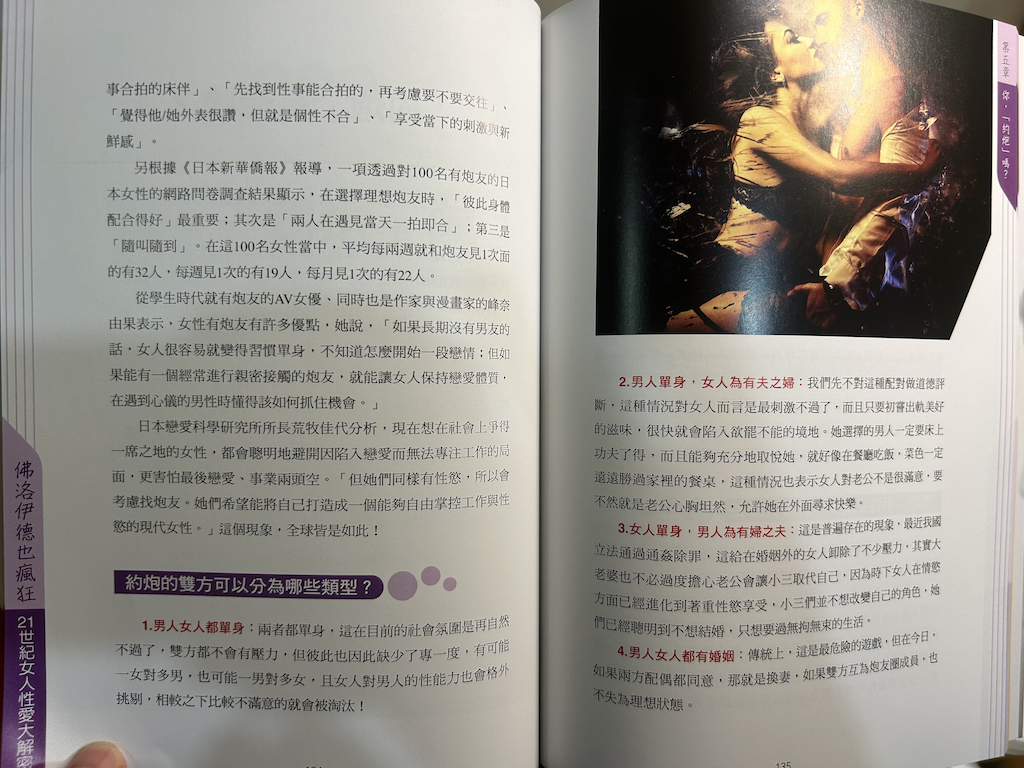 事合拍的床伴」、「先找到性事能合拍的，再考慮要不要交往」、
「覺得他/她外表很讚，但就是個性不合」、「享受當下的刺激與新
鮮感」。
另根據《日本新華僑報》報導，一項透過對100名有炮友的日
本女性的網路問卷調查結果顯示，在選擇理想炮友時，「彼此身體
配合得好」最重要；其次是「兩人在遇見當天一拍即合」；第三是
「隨叫隨到」。在這100名女性當中，平均每兩週就和炮友見1次面
的有32人，每週見1次的有19人，每月見1次的有22人。
從學生時代就有炮友的AV女優、同時也是作家與漫畫家的峰奈
由果表示，女性有炮友有許多優點，她說，「如果長期沒有男友的
話，女人很容易就變得習慣單身，不知道怎麼開始一段戀情；但如
果能有一個經常進行親密接觸的炮友，就能讓女人保持戀愛體質，
在遇到心儀的男性時懂得該如何抓住機會。」
日本戀愛科學研究所所長荒牧佳代分析，現在想在社會上爭得
一席之地的女性，都會聰明地避開因陷入戀愛而無法專注工作的局
面，更害怕最後戀愛、事業兩頭空。「但她們同樣有性慾，所以會
考慮找炮友。她們希望能將自己打造成一個能夠自由掌控工作與性
慾的現代女性。」這個現象，全球皆是如此！
約炮的雙方可以分為哪些類型？
1.男人女人都單身：兩者都單身，這在目前的社會氛圍是再自然
不過了，雙方都不會有壓力，但彼此也因此缺少了專一度，有可能
一女對多男，也可能一男對多女，且女人對男人的性能力也會格外
挑剔，相較之下比較不滿意的就會被淘汰！
佛洛伊德也瘋狂
21世紀女人性愛大解密
第五章 你，「約炮」嗎？
2.男人單身，女人為有夫之婦：我們先不對這種配對做道德評
斷，這種情況對女人而言是最刺激不過了，而且只要初嘗出軌美好
的滋味，很快就會陷入欲罷不能的境地。她選擇的男人一定要床上
功夫了得，而且能夠充分地取悅她，就好像在餐廳吃飯，菜色一定
遠遠勝過家裡的餐桌，這種情況也表示女人對老公不是很滿意，要
不然就是老公心胸坦然，允許她在外面尋求快樂。
3.女人單身，男人為有婦之夫：這是普遍存在的現象，最近我國
立法通過通姦除罪，這給在婚姻外的女人卸除了不少壓力，其實大
老婆也不必過度擔心老公會讓小三取代自己，因為時下女人在情慾
方面已經進化到著重性慾享受，小三們並不想改變自己的角色，她
們已經聰明到不想結婚，只想要過無拘無束的生活。
4.男人女人都有婚姻：傳統上，這是最危險的遊戲，但在今日，
如果兩方配偶都同意，那就是換妻，如果雙方互為炮友團成員，也
不失為理想狀態。
135